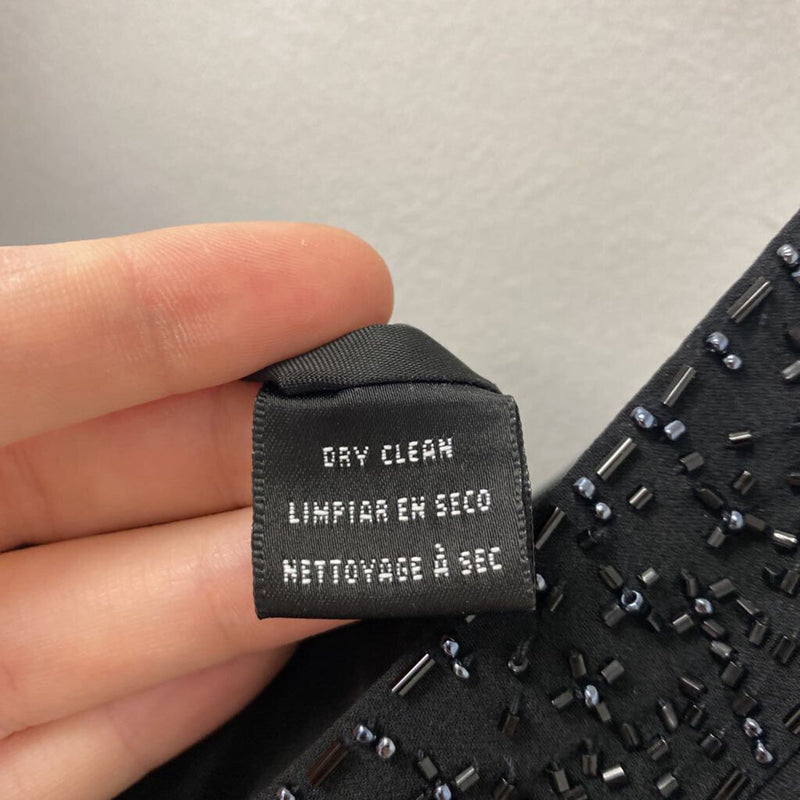 DRY CLEAN
LIMPIAR EN SECO
NETTOYAGE À SEC